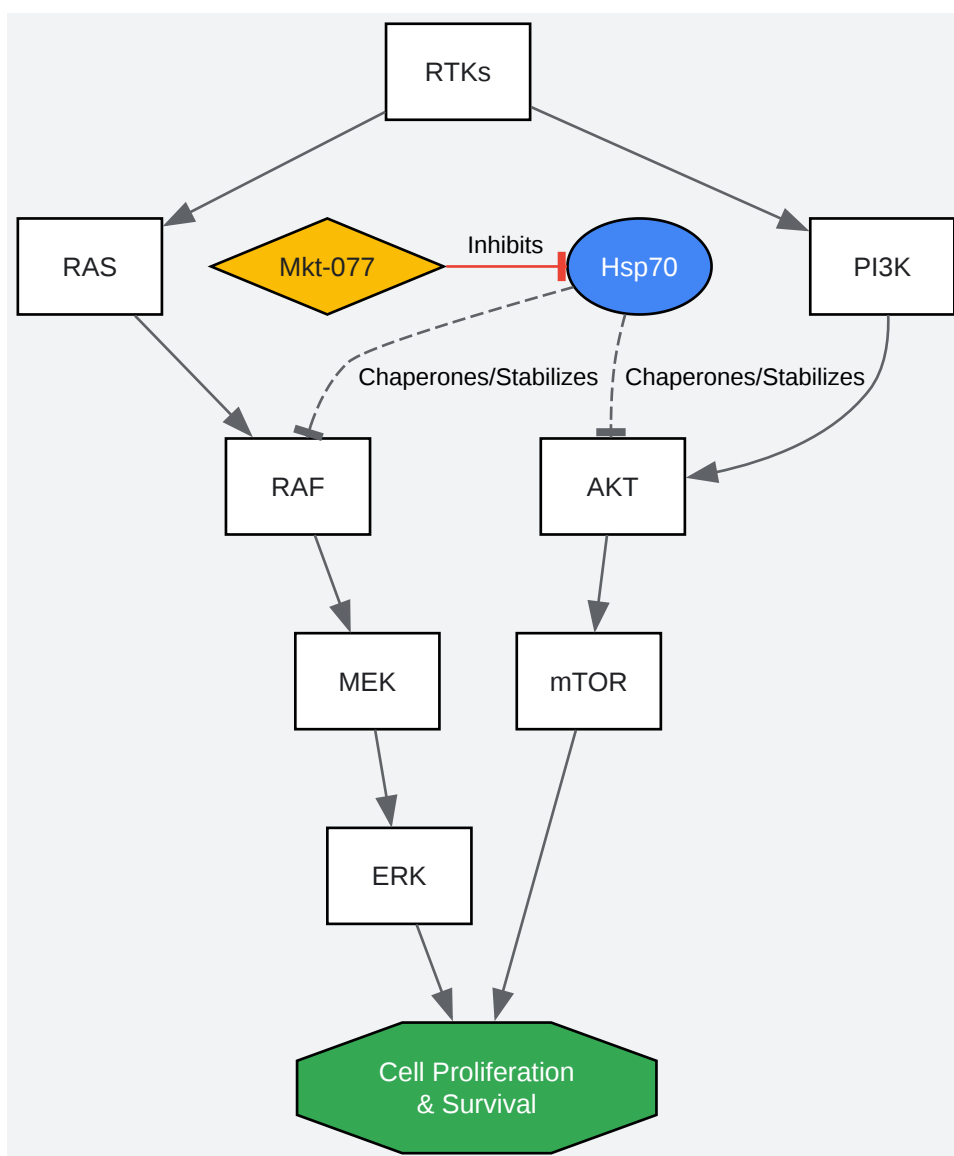 RTKs
RAS
Mkt-077
Inhibits
Hsp70
PI3K
Chaperones/Stabilizes
Chaperones/Stabilizes
RAF
AKT
MEK
mTOR
ERK
Cell Proliferation
& Survival